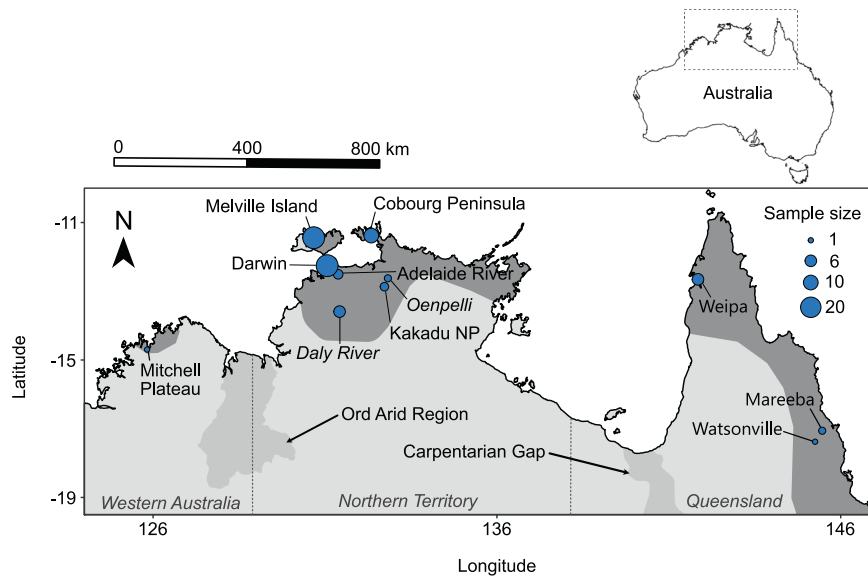 Australia
0 400 800 km
N
Melville Island
Cobourg Peninsula
Darwin
Adelaide River
Oenpelli
Kakadu NP
Daly River
Mitchell
Plateau
Ord Arid Region
Carpentarian Gap
Weipa
Mareeba
Watsonville
Sample size
1
6
10
20
Western Australia
Northern Territory
Queensland
-11
-15
-19
Latitude
126 136 146
Longitude